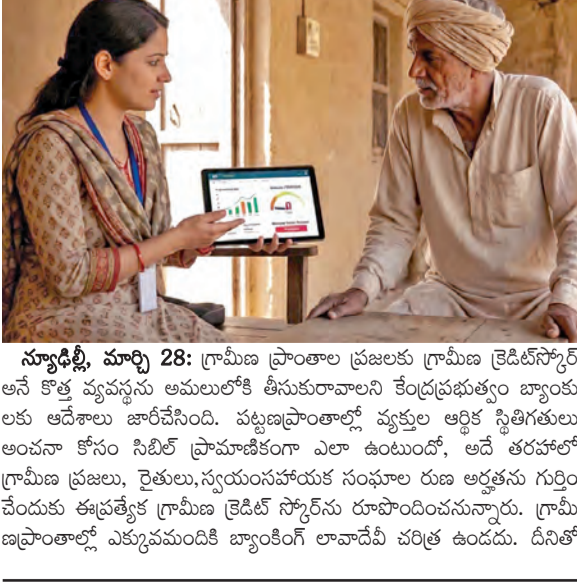 న్యూఢిల్లీ, మార్చి 28: గ్రామీణ ప్రాంతాల ప్రజలకు గ్రామీణ క్రెడిట్‌స్కోర్
అనే కొత్త వ్యవస్థను అమలులోకి తీసుకురావాలని కేంద్రప్రభుత్వం బ్యాంకు
లకు ఆదేశాలు జారీచేసింది. పట్టణప్రాంతాల్లో వ్యక్తుల ఆర్థిక స్థితిగతులు
అంచనా కోసం సిబిల్ ప్రామాణికంగా ఎలా ఉంటుందో, అదే తరహాలో
గ్రామీణ ప్రజలు, రైతులు,స్వయంసహాయక సంఘాల రుణ అర్హతను గుర్తిం
చేందుకు ఈప్రత్యేక గ్రామీణ క్రెడిట్ స్కోర్‌ను రూపొందించనున్నారు. గ్రామీ
ణప్రాంతాల్లో ఎక్కువమందికి బ్యాంకింగ్ లావాదేవీ చరిత్ర ఉండదు. దీనితో